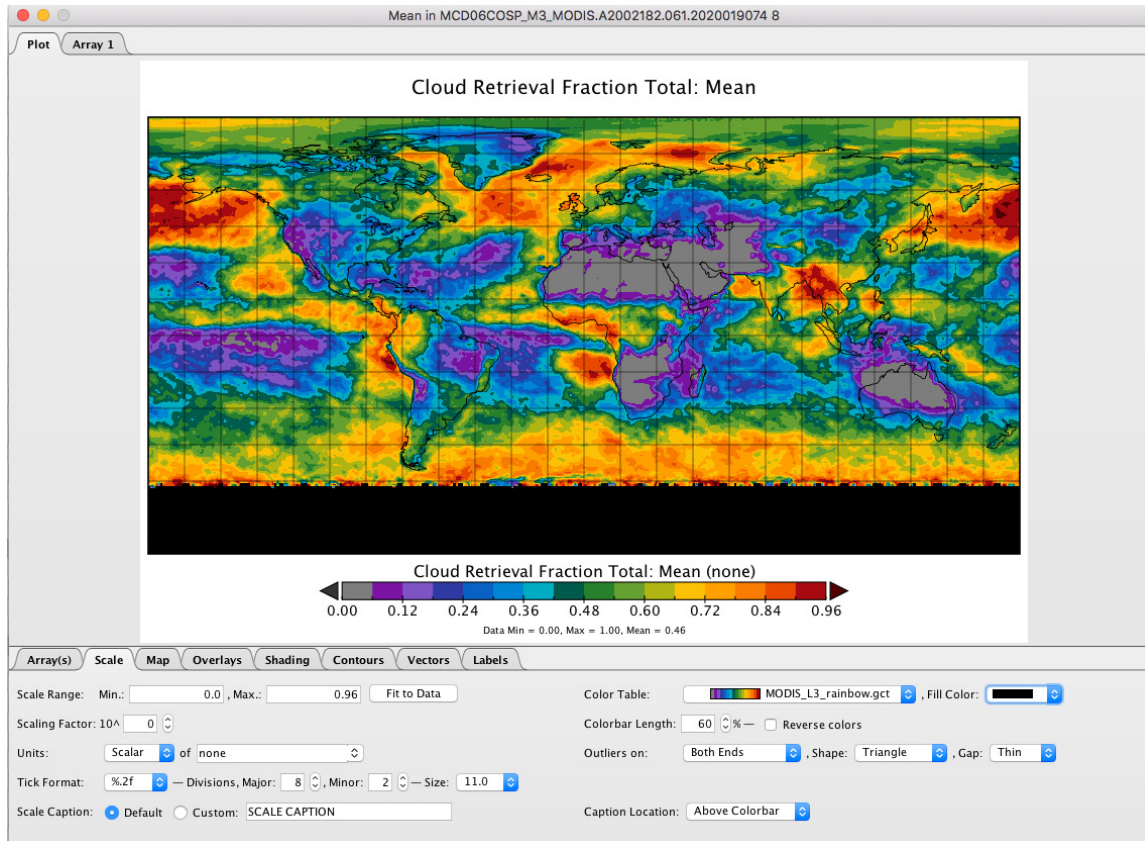 Mean in MCD06COSP_M3_MODIS.A2002182.061.2020019074 8
Plot Array 1
Cloud Retrieval Fraction Total: Mean
Cloud Retrieval Fraction Total: Mean (none)
0.00 0.12 0.24 0.36 0.48 0.60 0.72 0.84 0.96
Data Min = 0.00, Max = 1.00, Mean = 0.46
Array(s) Scale Map Overlays Shading Contours Vectors Labels
Scale Range: Min.: 0.0 , Max.: 0.96 Fit to Data Color Table: MODIS_L3_rainbow.gct , Fill Color:
Scaling Factor: 10^ 0 Colorbar Length: 60 % — Reverse colors
Units: Scalar of none Outliers on: Both Ends , Shape: Triangle , Gap: Thin
Tick Format: %.2f — Divisions, Major: 8 , Minor: 2 — Size: 11.0
Scale Caption: Default Custom: SCALE CAPTION Caption Location: Above Colorbar